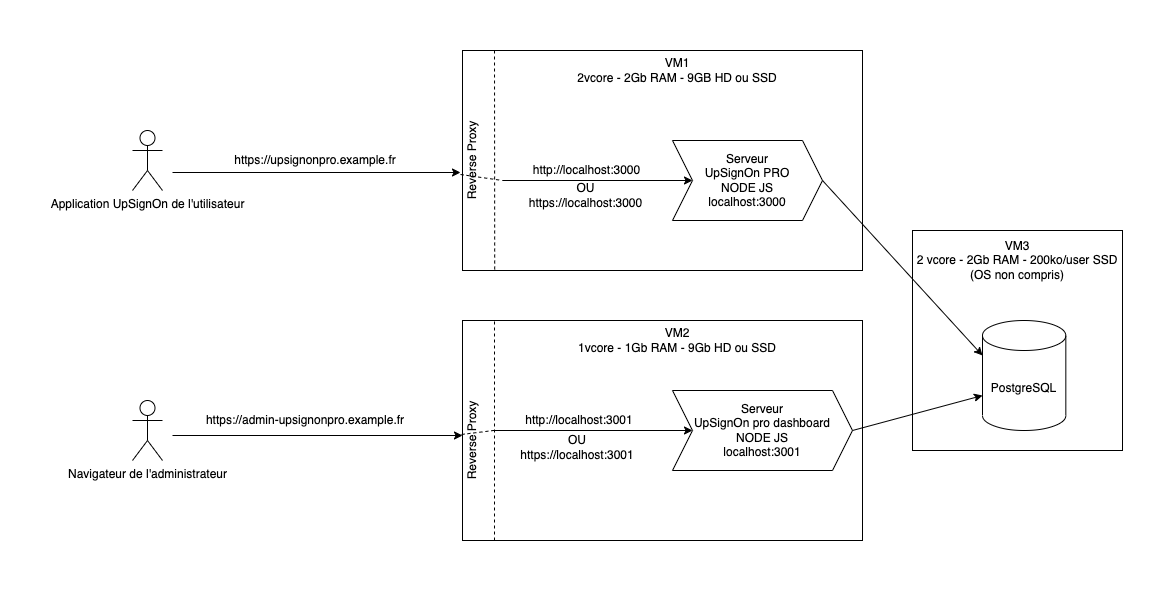 VM1
2vcore - 2Gb RAM - 9GB HD ou SSD
Reverse Proxy
https://upsignonpro.example.fr
http://localhost:3000
OU
https://localhost:3000
Serveur
UpSignOn PRO
NODE JS
localhost:3000
Application UpSignOn de l'utilisateur
VM3
2 vcore - 2Gb RAM - 200ko/user SSD
(OS non compris)
PostgreSQL
VM2
1vcore - 1Gb RAM - 9Gb HD ou SSD
Reverse Proxy
https://admin-upsignonpro.example.fr
http://localhost:3001
OU
https://localhost:3001
Serveur
UpSignOn pro dashboard
NODE JS
localhost:3001
Navigateur de l'administrateur